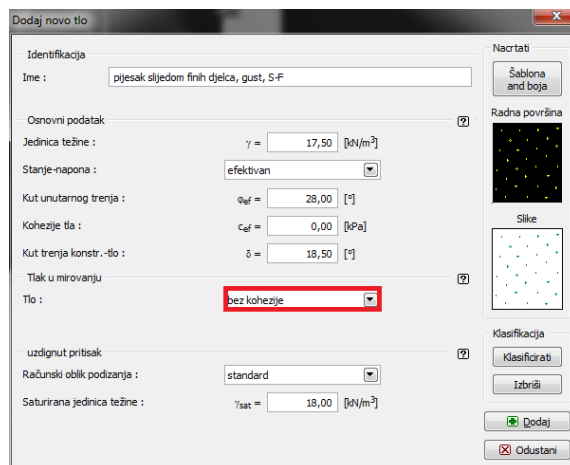 Dodaj novo tlo
Identifikacija
Ime : pijesak slijedom finih djelca, gust, S-F
Osnovni podatak [?]
Jedinica težine : γ = 17,50 [kN/m³]
Stanje-napona : efektivan
Kut unutarnog trenja : φef = 28,00 [°]
Kohezije tla : cef = 0,00 [kPa]
Kut trenja konstr.-tlo : δ = 18,50 [°]
Tlak u mirovanju [?]
Tlo : bez kohezije
uzdignut pritisak [?]
Računski oblik podizanja : standard
Saturirana jedinica težine : γsat = 18,00 [kN/m³]
Nacrtati
Šablona
and boja
Radna površina
Slike
Klasifikacija
Klasificirati
Izbriši
Dodaj
Odustani